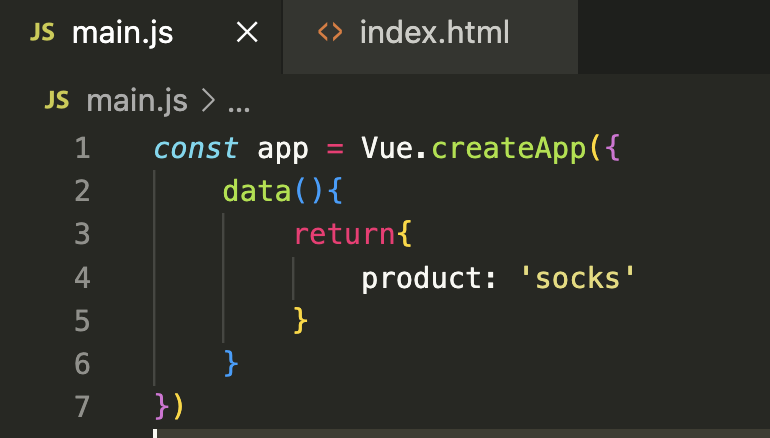 JS main.js × <> index.html
JS main.js > ...
1 const app = Vue.createApp({
2     data(){
3         return{
4             product: 'socks'
5         }
6     }
7 })